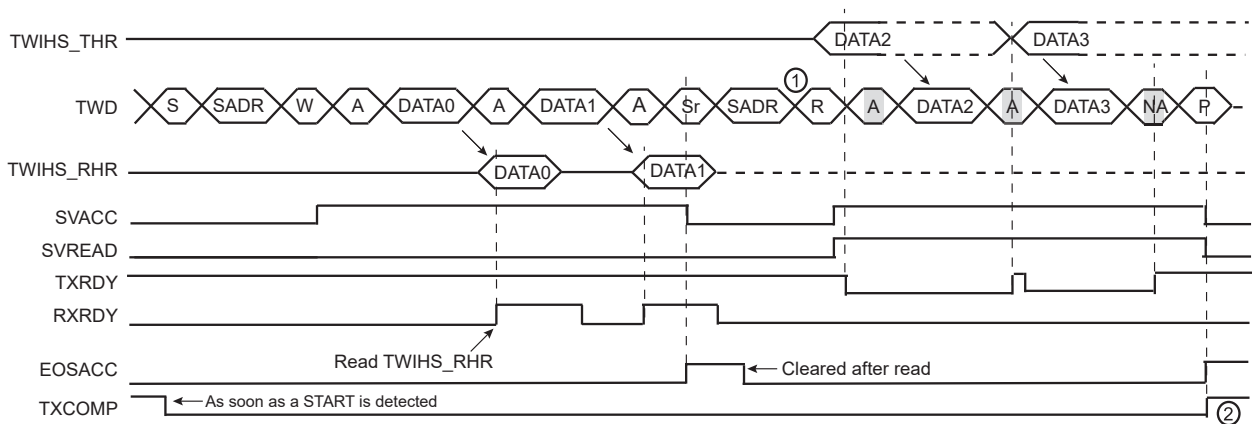 TWIHS_THR DATA2 DATA3
①
TWD S SADR W A DATA0 A DATA1 A Sr SADR R A DATA2 A DATA3 NA P
TWIHS_RHR DATA0 DATA1
SVACC
SVREAD
TXRDY
RXRDY
Read TWIHS_RHR
EOSACC Cleared after read
TXCOMP As soon as a START is detected ②